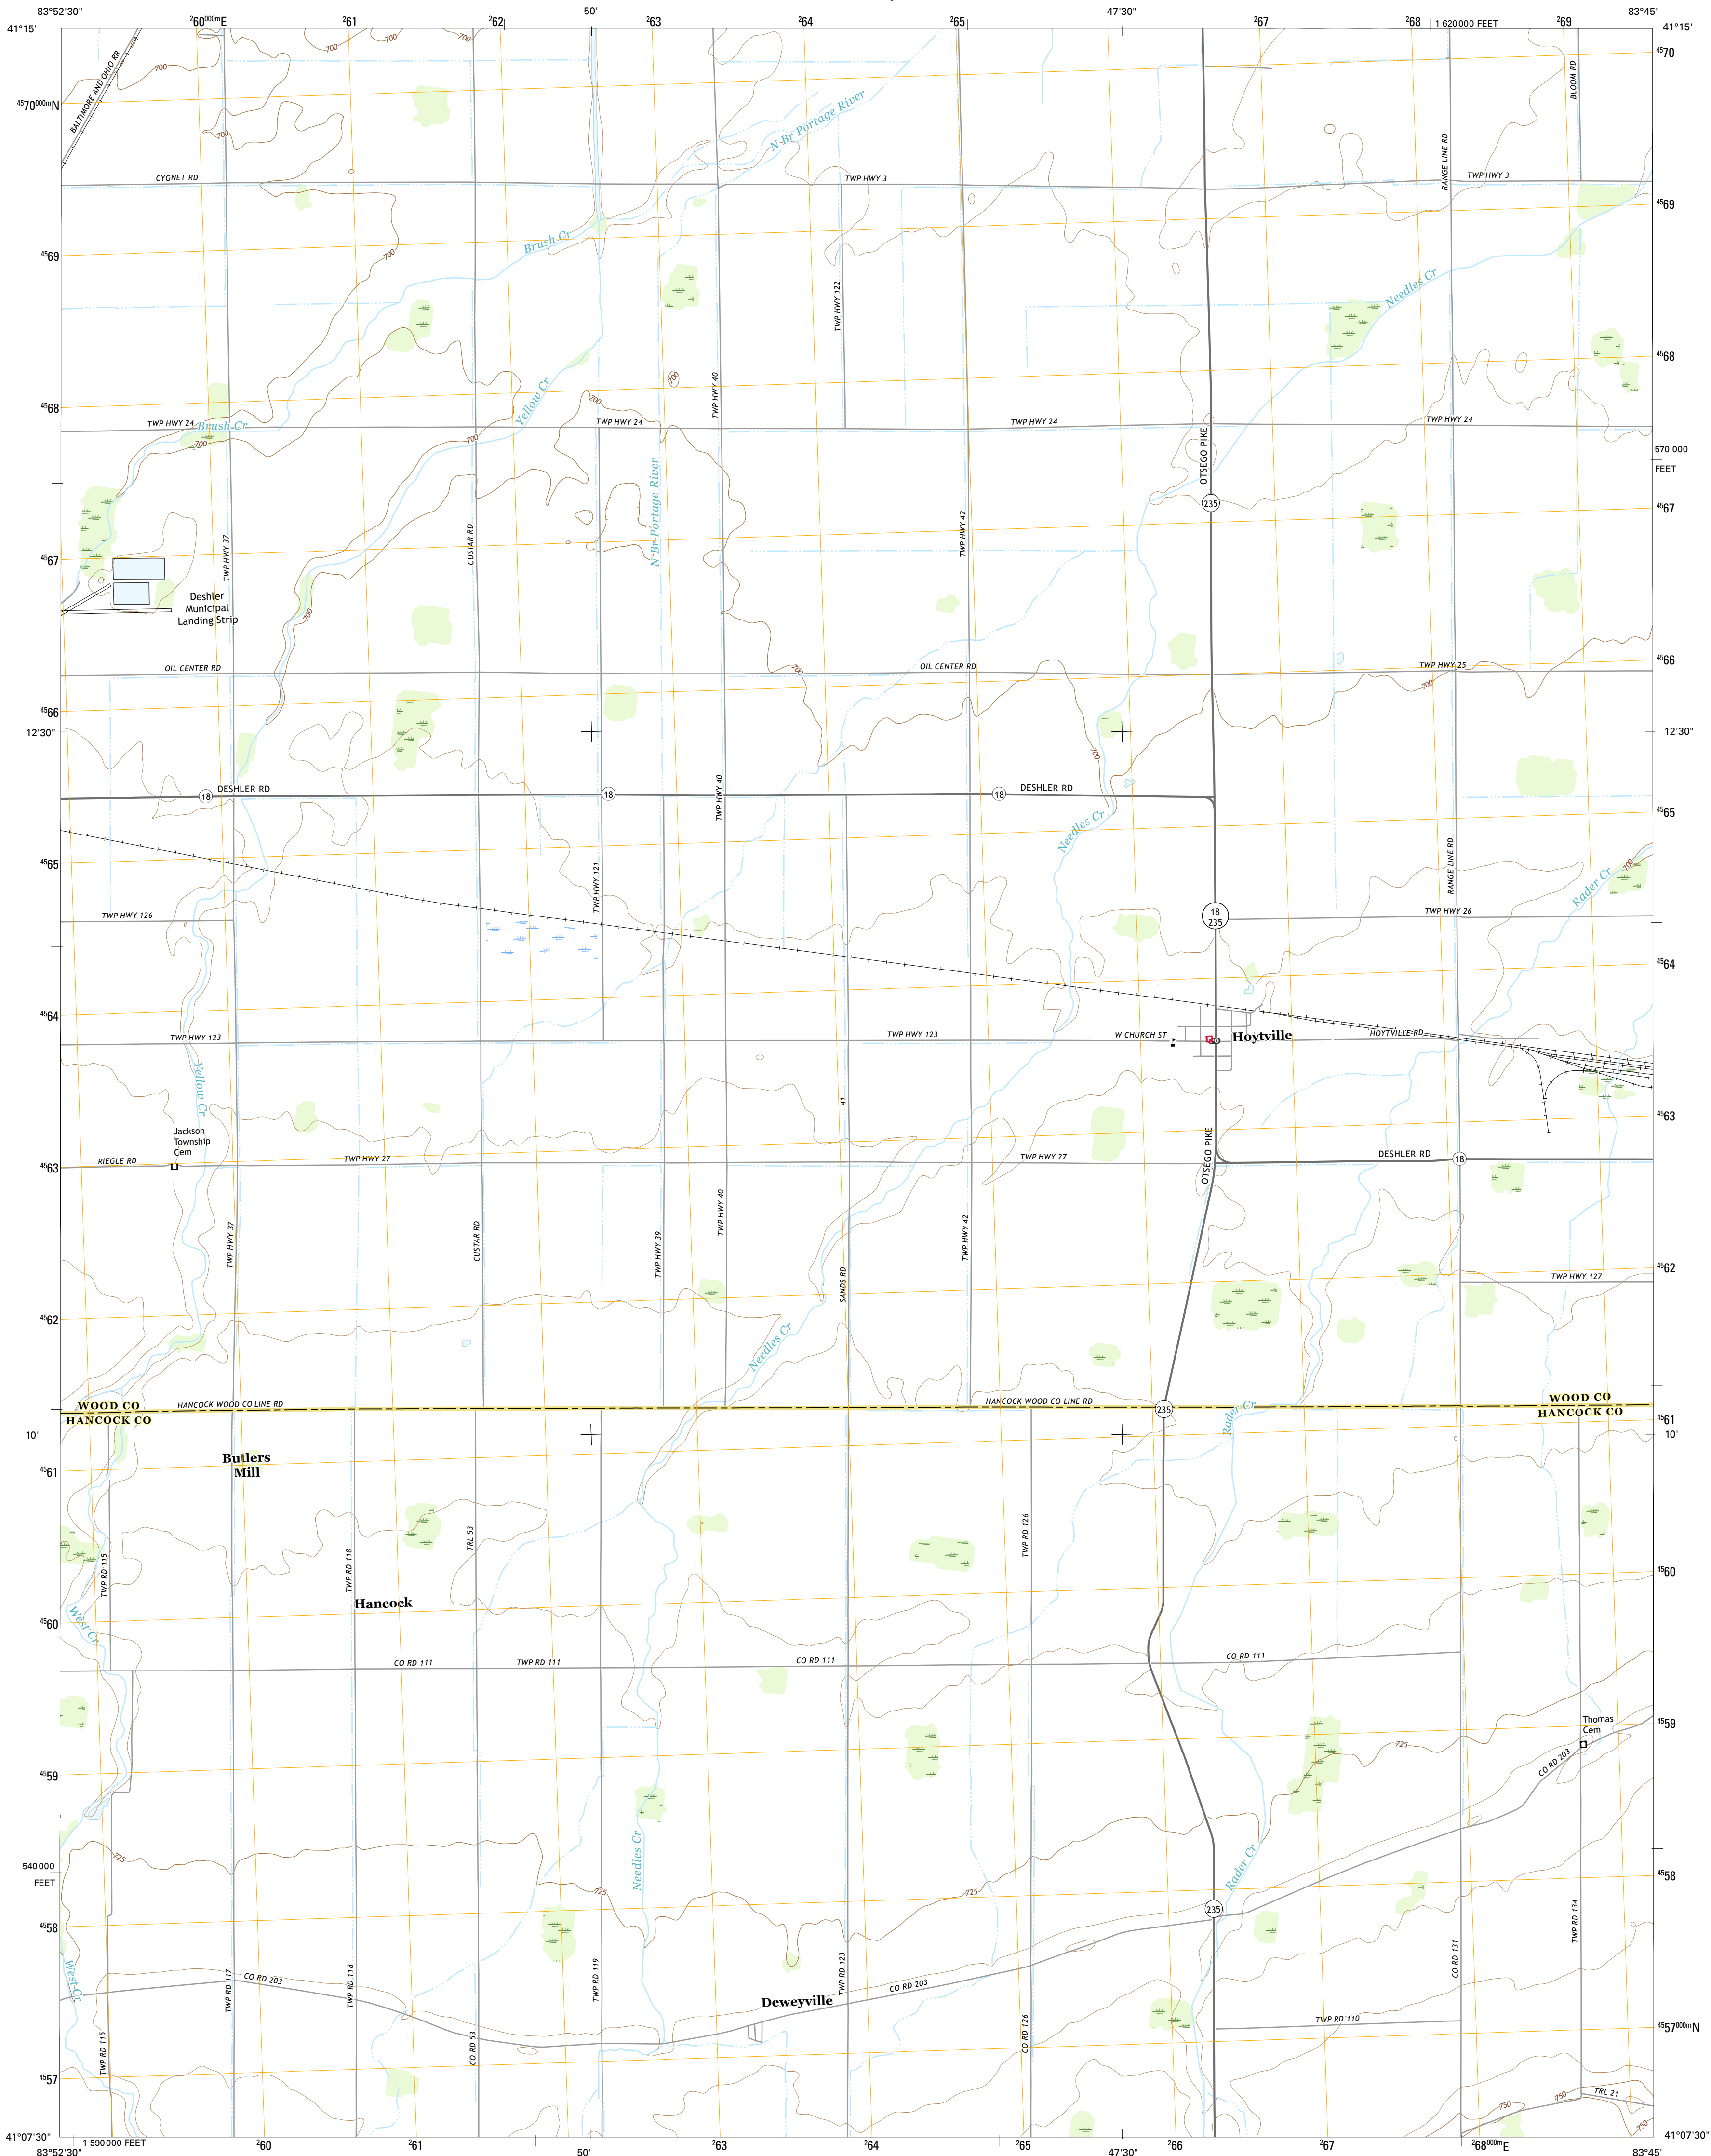 83°52'30"
²60⁰⁰⁰ᵐE
²61
²62
50'
²63
²64
²65
47'30"
²67
²68
1 620 000 FEET
²69
83°45'
41°15'
41°15'
BALTIMORE AND OHIO RR
700
700
700
700
700
BLOOM RD
⁴⁵70
⁴⁵70⁰⁰⁰ᵐN
N Br Portage River
RANGE LINE RD
CYGNET RD
TWP HWY 3
TWP HWY 3
⁴⁵69
Brush Cr
⁴⁵69
700
TWP HWY 122
Needles Cr
⁴⁵68
700
TWP HWY 40
Yellow Cr
700
⁴⁵68
TWP HWY 24
Brush Cr
TWP HWY 24
TWP HWY 24
TWP HWY 24
700
700
OTSEGO PIKE
570 000
FEET
N Br Portage River
235
⁴⁵67
CUSTAR RD
TWP HWY 42
TWP HWY 37
⁴⁵67
Deshler
Municipal
Landing Strip
700
OIL CENTER RD
OIL CENTER RD
TWP HWY 25
⁴⁵66
700
700
⁴⁵66
12'30"
12'30"
700
18
DESHLER RD
18
TWP HWY 40
18
DESHLER RD
⁴⁵65
Needles Cr
⁴⁵65
TWP HWY 121
RANGE LINE RD
700
Rader Cr
TWP HWY 126
18
235
TWP HWY 26
⁴⁵64
⁴⁵64
TWP HWY 123
TWP HWY 123
W CHURCH ST
Hoytville
HOYTVILLE RD
Yellow Cr
41
⁴⁵63
Jackson
Township
Cem
OTSEGO PIKE
RIEGLE RD
TWP HWY 27
TWP HWY 27
DESHLER RD
18
⁴⁵63
TWP HWY 37
CUSTAR RD
TWP HWY 39
TWP HWY 40
SANDS RD
TWP HWY 42
⁴⁵62
TWP HWY 127
⁴⁵62
Needles Cr
WOOD CO
HANCOCK CO
HANCOCK WOOD CO LINE RD
HANCOCK WOOD CO LINE RD
235
Rader Cr
WOOD CO
HANCOCK CO
⁴⁵61
10'
10'
Butlers
Mill
⁴⁵61
TRL 53
TWP RD 126
TWP RD 115
TWP RD 118
⁴⁵60
Hancock
West Cr
⁴⁵60
CO RD 111
TWP RD 111
CO RD 111
CO RD 111
⁴⁵59
Thomas
Cem
725
CO RD 203
⁴⁵59
725
Needles Cr
540 000
FEET
Rader Cr
⁴⁵58
725
725
235
⁴⁵58
TWP RD 134
West Cr
TWP RD 117
CO RD 203
TWP RD 118
TWP RD 119
TWP RD 123
CO RD 203
CO RD 131
Deweyville
TWP RD 110
⁴⁵57⁰⁰⁰ᵐN
TWP RD 115
CO RD 53
CO RD 126
⁴⁵57
750
750
TRL 21
750
41°07'30"
41°07'30"
1 590 000 FEET
83°52'30"
²60
²61
50'
²63
²64
²65
47'30"
²66
²67
²68⁰⁰⁰ᵐE
83°45'